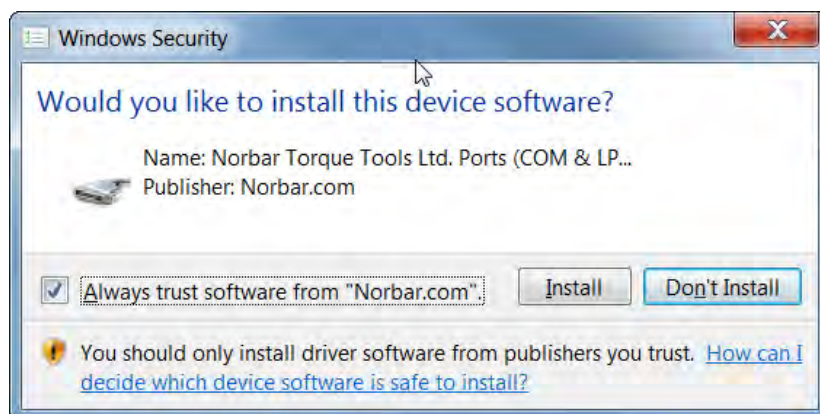 Windows Security
Would you like to install this device software?
Name: Norbar Torque Tools Ltd. Ports (COM & LP...
Publisher: Norbar.com
Always trust software from "Norbar.com".
Install
Don't Install
You should only install driver software from publishers you trust. How can I
decide which device software is safe to install?